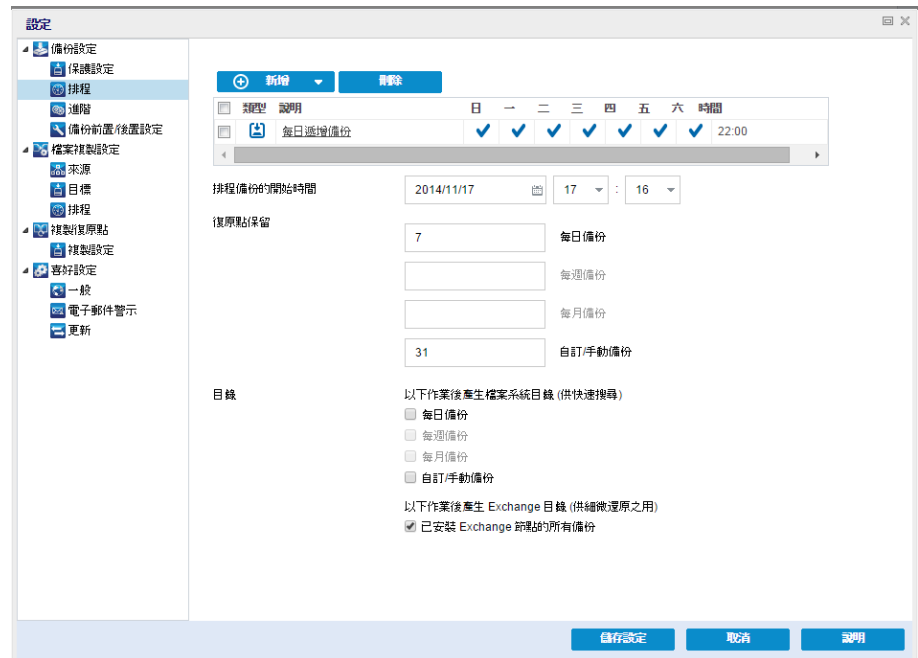 設定
備份設定
保護設定
排程
進階
備份前置/後置設定
檔案複製設定
來源
目標
排程
複製復原點
複製設定
喜好設定
一般
電子郵件警示
更新
新增 刪除
類型 說明 日 一 二 三 四 五 六 時間
每日遞增備份 22:00
排程備份的開始時間 2014/11/17 17 : 16
復原點保留
7 每日備份
每週備份
每月備份
31 自訂/手動備份
目錄 以下作業後產生檔案系統目錄 (供快速搜尋)
每日備份
每週備份
每月備份
自訂/手動備份
以下作業後產生 Exchange 目錄 (供細微還原之用)
已安裝 Exchange 節點的所有備份
儲存設定 取消 說明